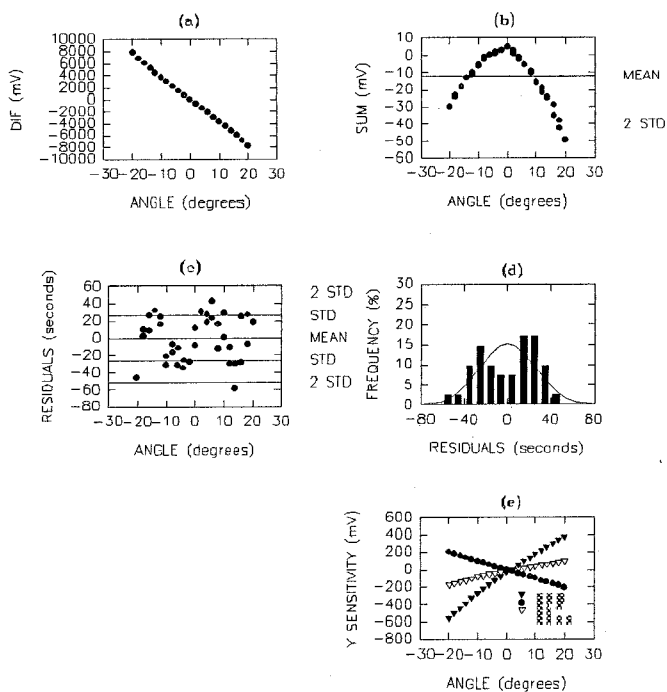 (a)
DIF (mV)
10000
8000
6000
4000
2000
0
-2000
-4000
-6000
-8000
-10000
-30 -20 -10 0 10 20 30
ANGLE (degrees)
(b)
SUM (mV)
20
10
0
-10
-20
-30
-40
-50
-60
MEAN
2 STD
-30 -20 -10 0 10 20 30
ANGLE (degrees)
(c)
RESIDUALS (seconds)
60
40
20
0
-20
-40
-60
-80
2 STD
STD
MEAN
STD
2 STD
-30 -20 -10 0 10 20 30
ANGLE (degrees)
(d)
FREQUENCY (%)
30
25
20
15
10
5
0
-80 -40 0 40 80
RESIDUALS (seconds)
(e)
Y SENSITIVITY (mV)
600
400
200
0
-200
-400
-600
-800
-30 -20 -10 0 10 20 30
ANGLE (degrees)